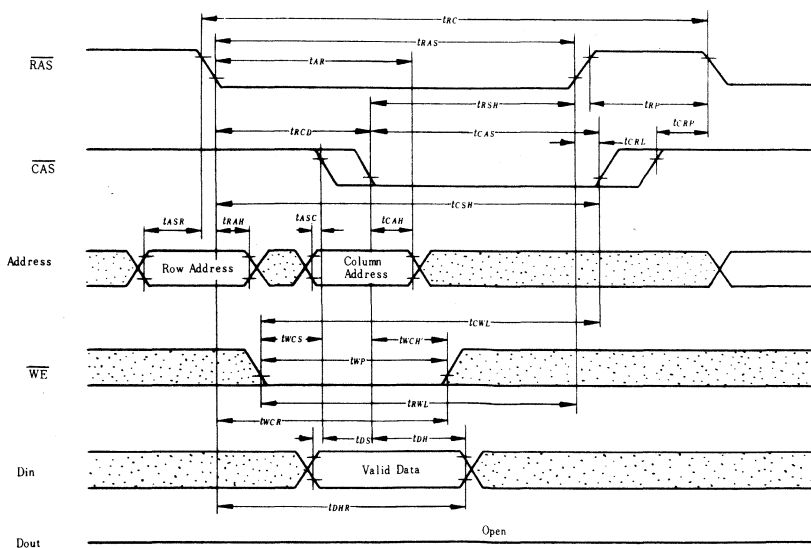 tRC
tRAS
tAR
RAS
tRSH
tRP
tRCD
tCAS
tCRP
tCRL
CAS
tCSH
tASR
tRAH
tASC
tCAH
Address
Row Address
Column
Address
tCWL
tWCS
tWCH
tWP
WE
tRWL
tWCR
tDS
tDH
Din
Valid Data
tDHR
Open
Dout